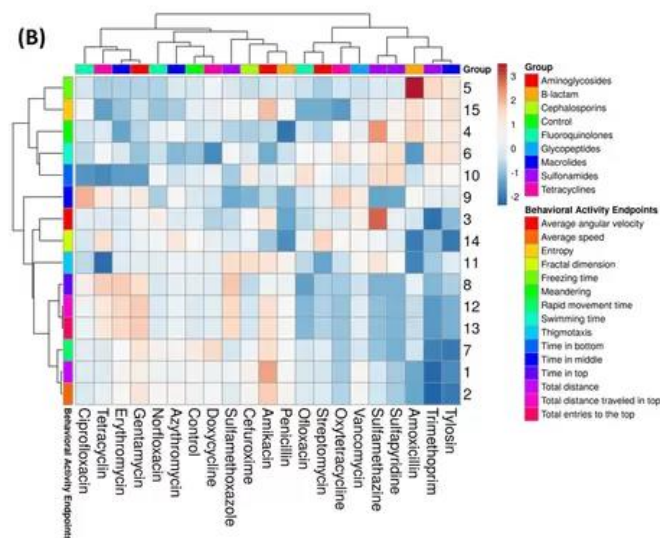 (B)
Group
5
15
4
6
10
9
3
14
11
8
12
13
7
1
2
3
2
1
0
-1
-2
Group
Aminoglycosides
B-lactam
Cephalosporins
Control
Fluoroquinolones
Glycopeptides
Macrolides
Sulfonamides
Tetracyclines
Behavioral Activity Endpoints
Average angular velocity
Average speed
Entropy
Fractal dimension
Freezing time
Meandering
Rapid movement time
Swimming time
Thigmotaxis
Time in bottom
Time in middle
Time in top
Total distance
Total distance traveled in top
Total entries to the top
Behavioral Activity Endpoints
Ciprofloxacin
Tetracyclin
Erythromycin
Gentamycin
Norfloxacin
Azythromycin
Control
Doxycycline
Sulfamethoxazole
Cefuroxime
Amikacin
Penicillin
Ofloxacin
Streptomycin
Oxytetracycline
Vancomycin
Sulfamethazine
Sulfapyridine
Amoxicillin
Trimethoprim
Tylosin